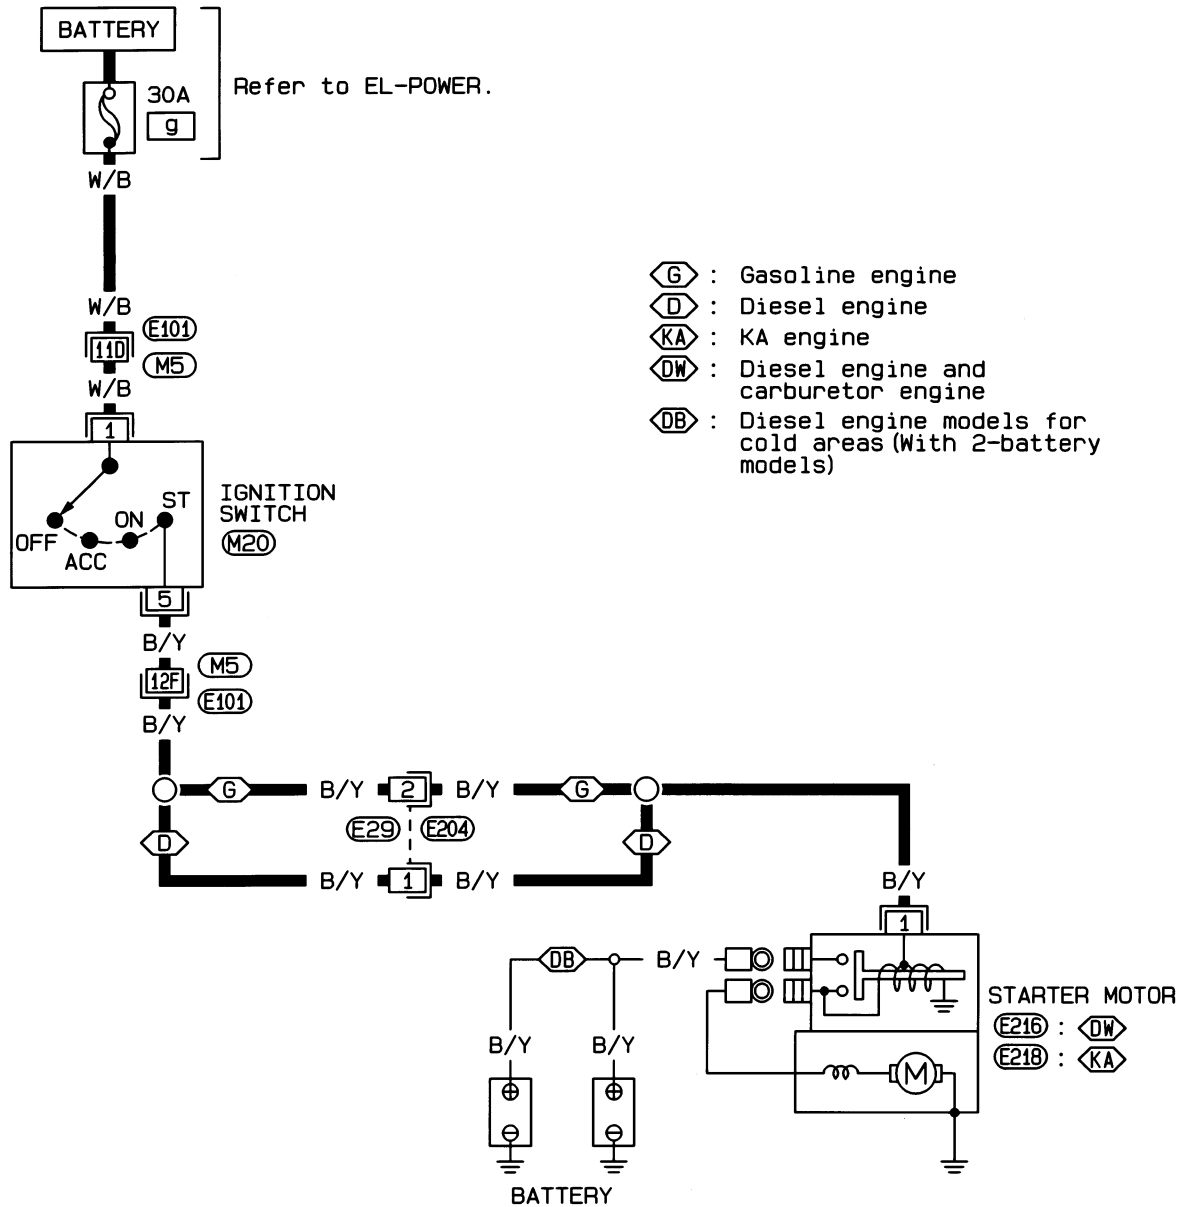 BATTERY
30A
g
Refer to EL-POWER.
W/B
W/B
E101
11D
M5
W/B
1
G : Gasoline engine
D : Diesel engine
KA : KA engine
DW : Diesel engine and
carburetor engine
DB : Diesel engine models for
cold areas (With 2-battery
models)
OFF
ACC
ON
ST
IGNITION
SWITCH
M20
5
B/Y
M5
12F
E101
B/Y
G B/Y 2 B/Y G
D E29 E204 D
B/Y 1 B/Y
B/Y
1
DB B/Y
STARTER MOTOR
E216 : DW
E218 : KA
B/Y B/Y
M
BATTERY